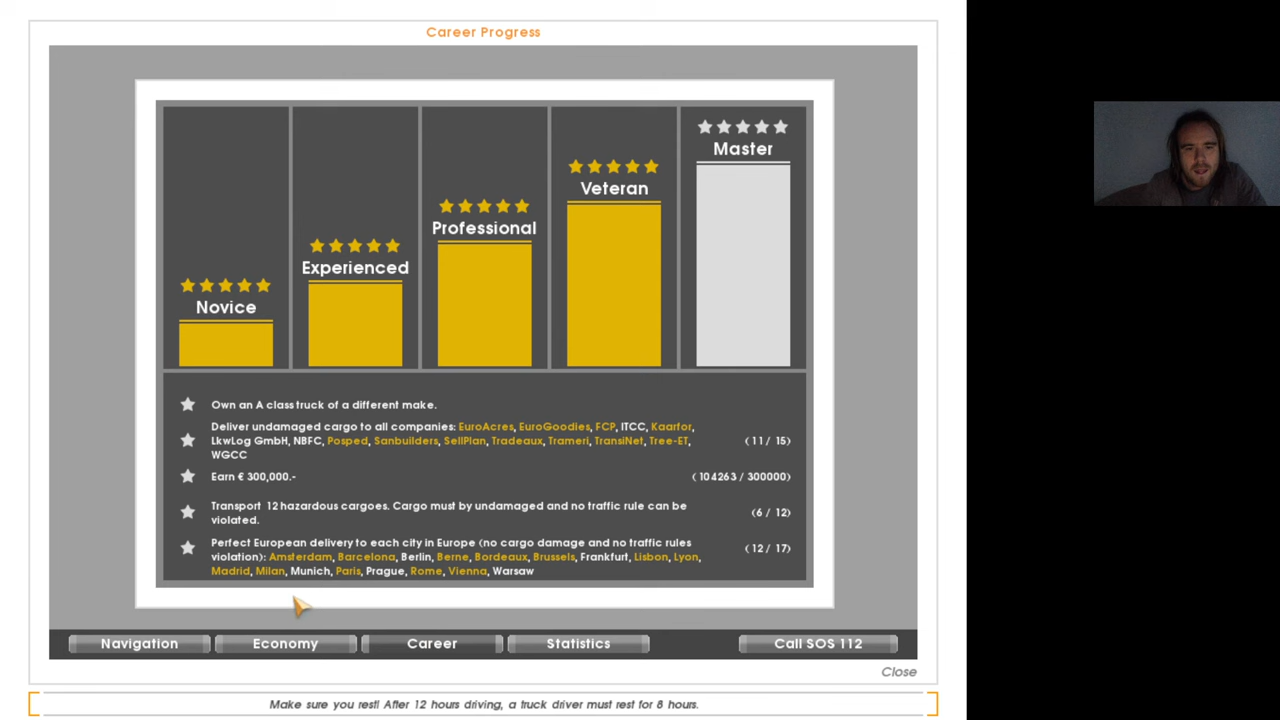 Career Progress
Master
Veteran
Professional
Experienced
Novice
Own an A class truck of a different make.
Deliver undamaged cargo to all companies: EuroAcres, EuroGoodies, FCP, ITCC, Kaarfor,
LkwLog GmbH, NBFC, Posped, Sanbuilders, SellPlan, Tradeaux, Trameri, TransiNet, Tree-ET,
WGCC
(11 / 15)
Earn € 300,000.-
(104263 / 300000)
Transport 12 hazardous cargoes. Cargo must by undamaged and no traffic rule can be
violated.
(6 / 12)
Perfect European delivery to each city in Europe (no cargo damage and no traffic rules
violation): Amsterdam, Barcelona, Berlin, Berne, Bordeaux, Brussels, Frankfurt, Lisbon, Lyon,
Madrid, Milan, Munich, Paris, Prague, Rome, Vienna, Warsaw
(12 / 17)
Navigation
Economy
Career
Statistics
Call SOS 112
Close
Make sure you rest! After 12 hours driving, a truck driver must rest for 8 hours.